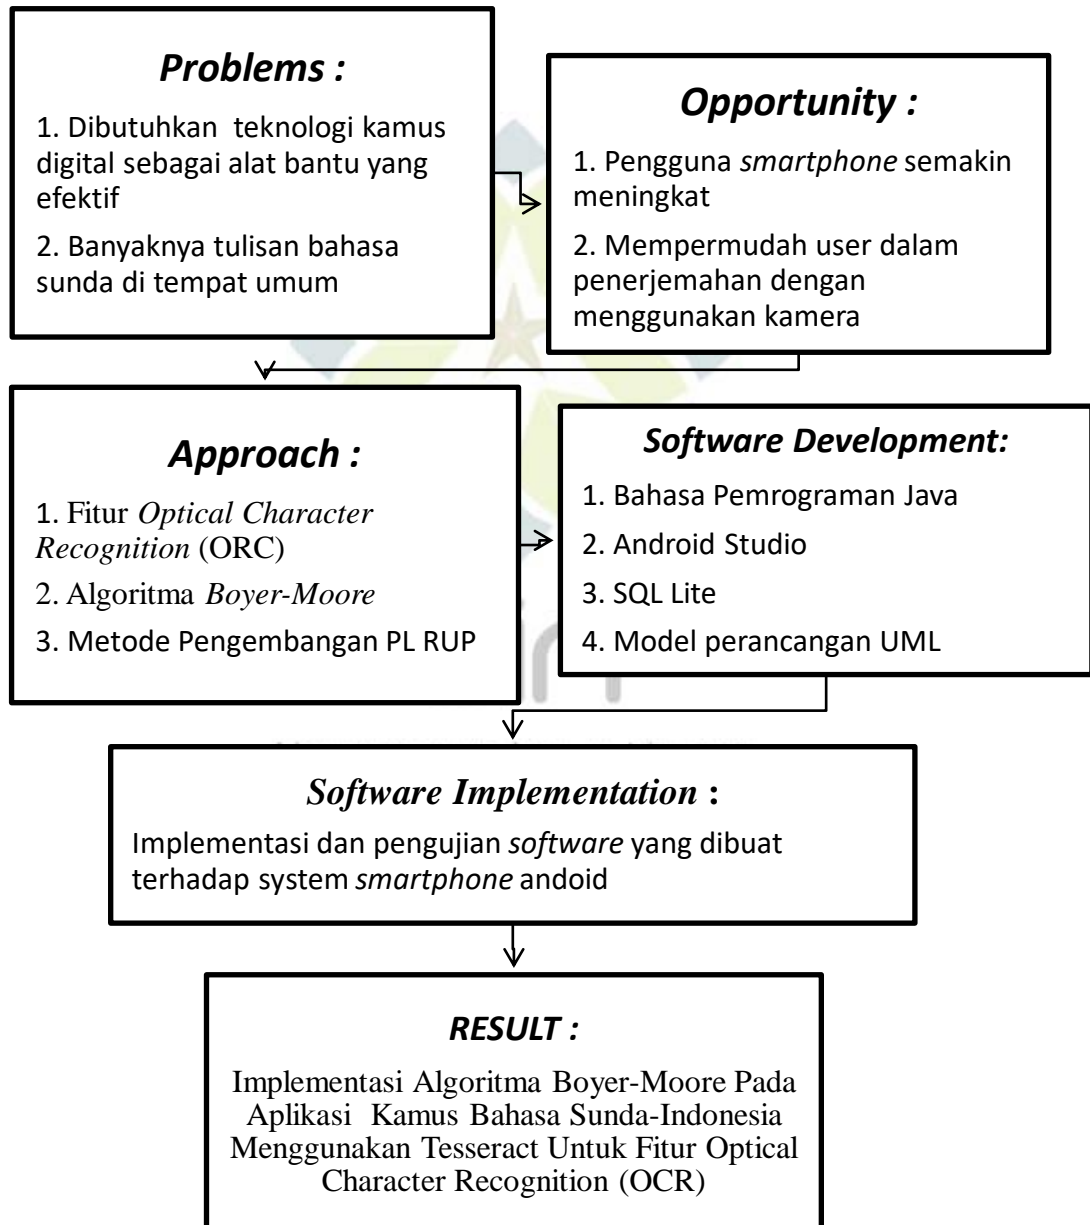 Problems :
1. Dibutuhkan teknologi kamus
digital sebagai alat bantu yang
efektif
2. Banyaknya tulisan bahasa
sunda di tempat umum
Opportunity :
1. Pengguna smartphone semakin
meningkat
2. Mempermudah user dalam
penerjemahan dengan
menggunakan kamera
Approach :
1. Fitur Optical Character
Recognition (ORC)
2. Algoritma Boyer-Moore
3. Metode Pengembangan PL RUP
Software Development:
1. Bahasa Pemrograman Java
2. Android Studio
3. SQL Lite
4. Model perancangan UML
Software Implementation :
Implementasi dan pengujian software yang dibuat
terhadap system smartphone andoid
RESULT :
Implementasi Algoritma Boyer-Moore Pada
Aplikasi Kamus Bahasa Sunda-Indonesia
Menggunakan Tesseract Untuk Fitur Optical
Character Recognition (OCR)